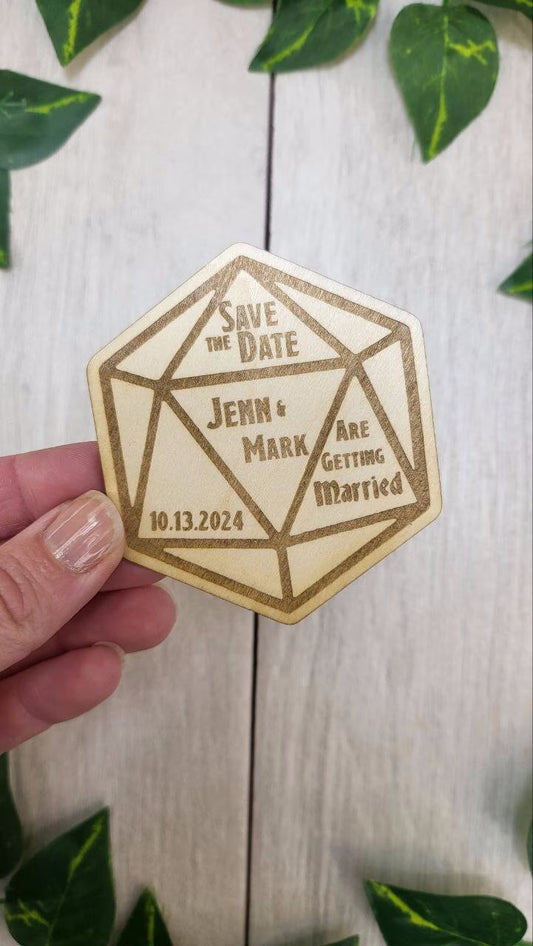 Save
the Date
Jenn &
Mark
Are
Getting
Married
10.13.2024